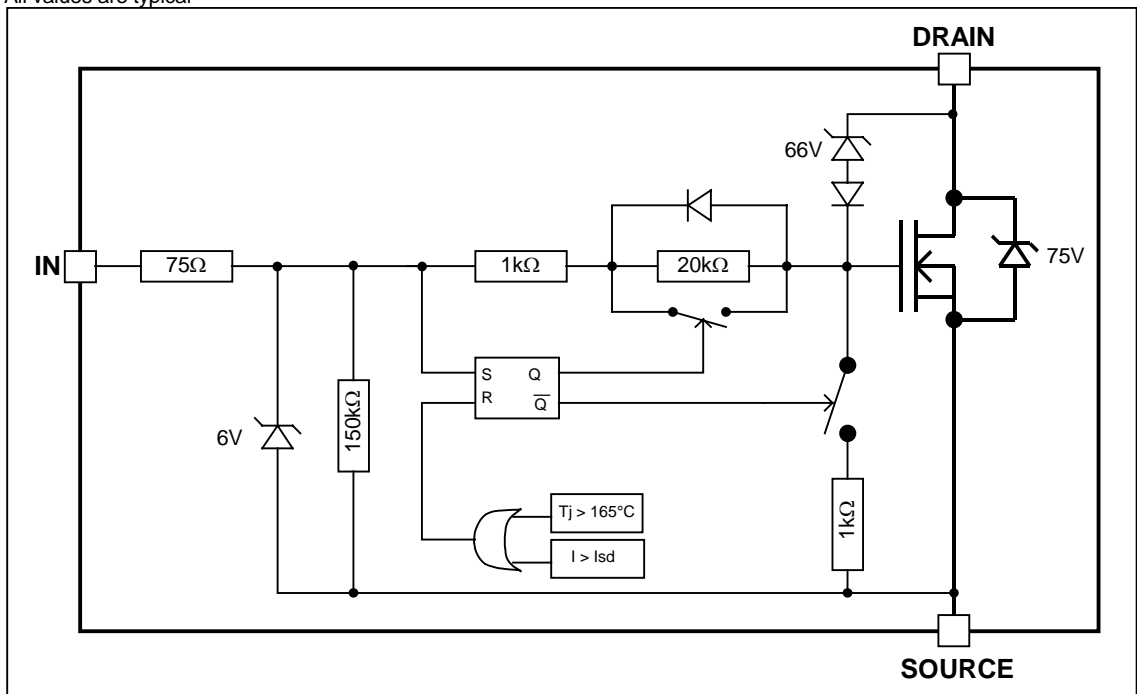 All values are typical
DRAIN
66V
75V
IN
75Ω
1kΩ
20kΩ
S Q
R Q̅
6V
150kΩ
Tj > 165°C
I > Isd
1kΩ
SOURCE